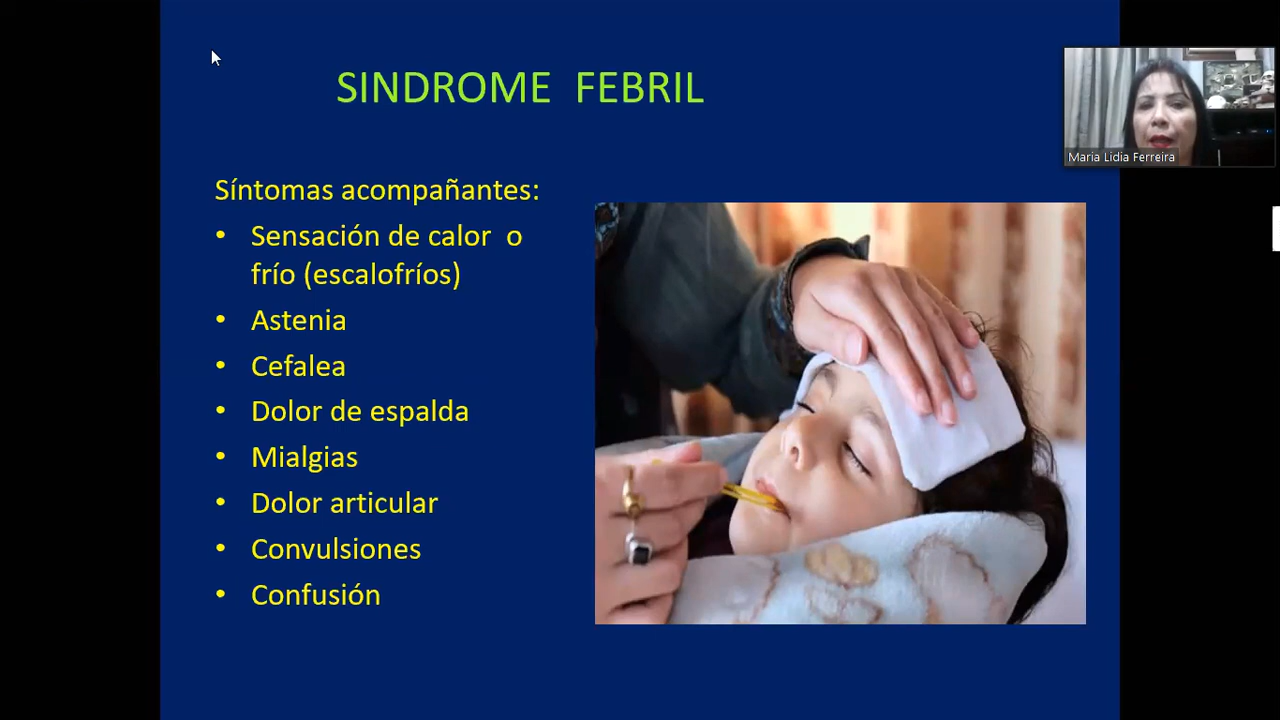 SINDROME FEBRIL
Maria Lidia Ferreira
Síntomas acompañantes:
• Sensación de calor o
frío (escalofríos)
• Astenia
• Cefalea
• Dolor de espalda
• Mialgias
• Dolor articular
• Convulsiones
• Confusión